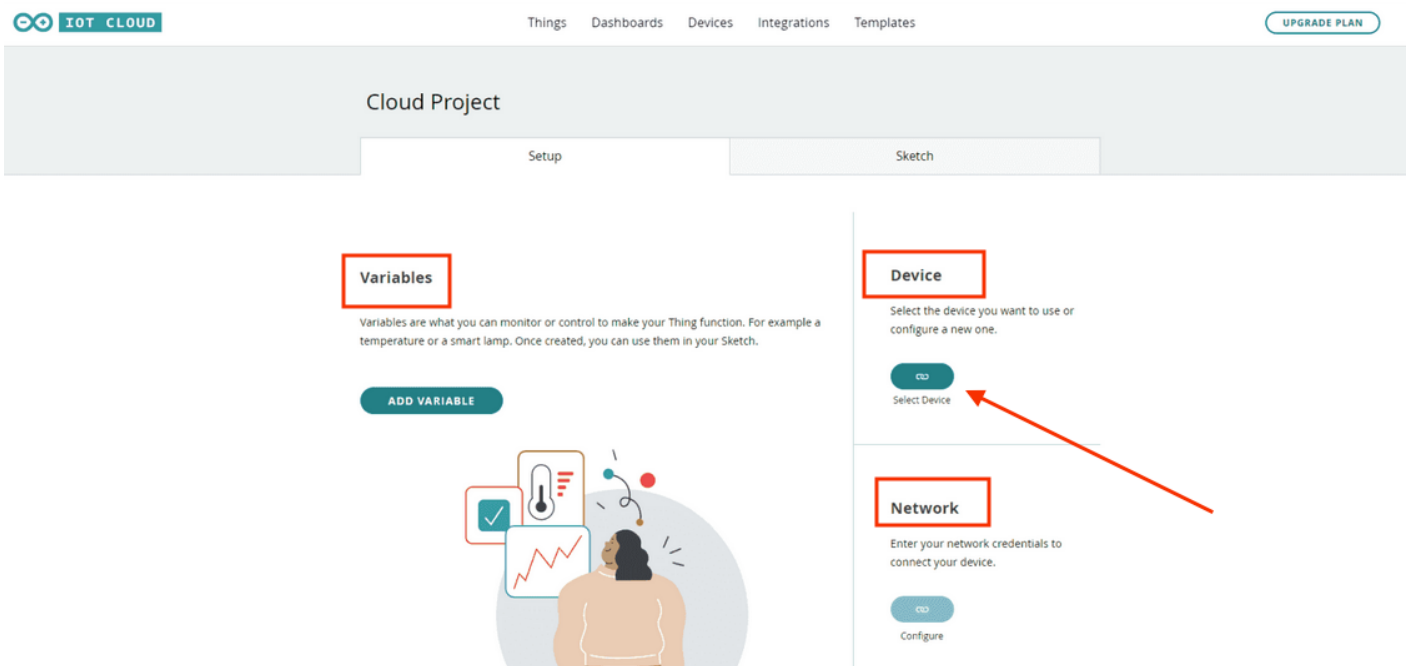 IOT CLOUD
Things Dashboards Devices Integrations Templates
UPGRADE PLAN
Cloud Project
Setup
Sketch
Variables
Variables are what you can monitor or control to make your Thing function. For example a
temperature or a smart lamp. Once created, you can use them in your Sketch.
ADD VARIABLE
Device
Select the device you want to use or
configure a new one.
Select Device
Network
Enter your network credentials to
connect your device.
Configure